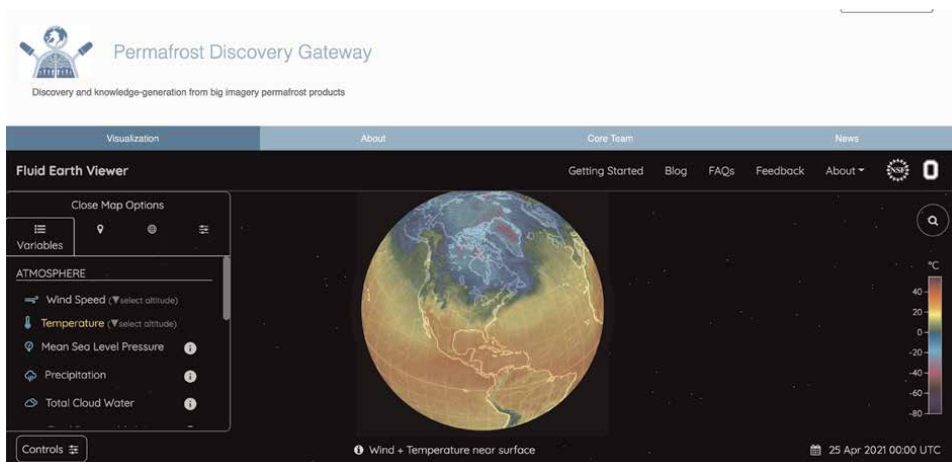 Permafrost Discovery Gateway
Discovery and knowledge-generation from big imagery permafrost products
Visualization About Core Team News
Fluid Earth Viewer Getting Started Blog FAQs Feedback About NSF
Close Map Options
Variables
ATMOSPHERE
Wind Speed (▼select altitude)
Temperature (▼select altitude)
Mean Sea Level Pressure
Precipitation
Total Cloud Water
°C
40
20
0
-20
-40
-60
-80
Controls
Wind + Temperature near surface
25 Apr 2021 00:00 UTC